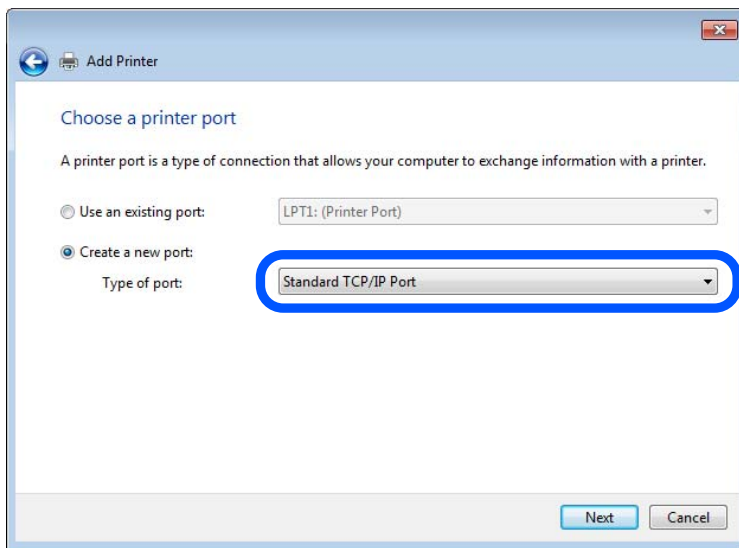 Add Printer
Choose a printer port
A printer port is a type of connection that allows your computer to exchange information with a printer.
Use an existing port: LPT1: (Printer Port)
Create a new port:
Type of port: Standard TCP/IP Port
Next Cancel